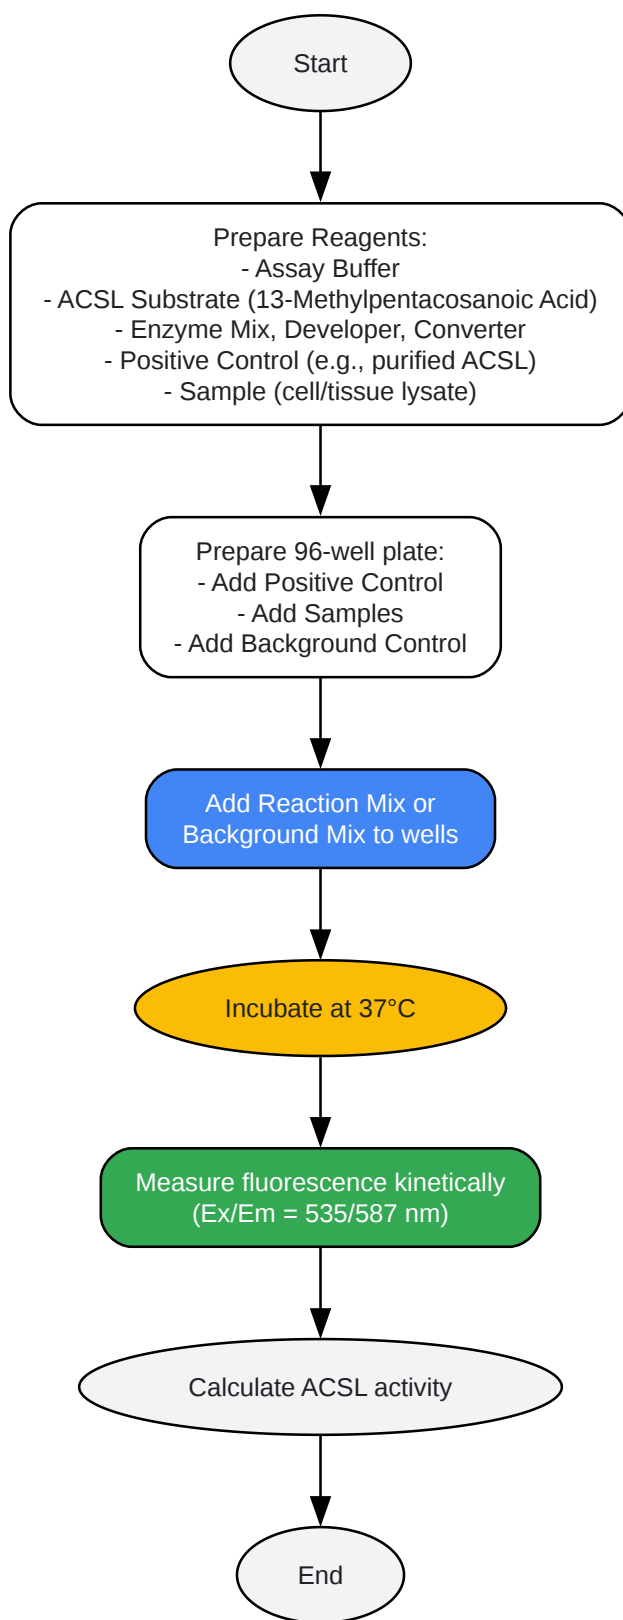 Start
Prepare Reagents:
- Assay Buffer
- ACSL Substrate (13-Methylpentacosanoic Acid)
- Enzyme Mix, Developer, Converter
- Positive Control (e.g., purified ACSL)
- Sample (cell/tissue lysate)
Prepare 96-well plate:
- Add Positive Control
- Add Samples
- Add Background Control
Add Reaction Mix or
Background Mix to wells
Incubate at 37°C
Measure fluorescence kinetically
(Ex/Em = 535/587 nm)
Calculate ACSL activity
End